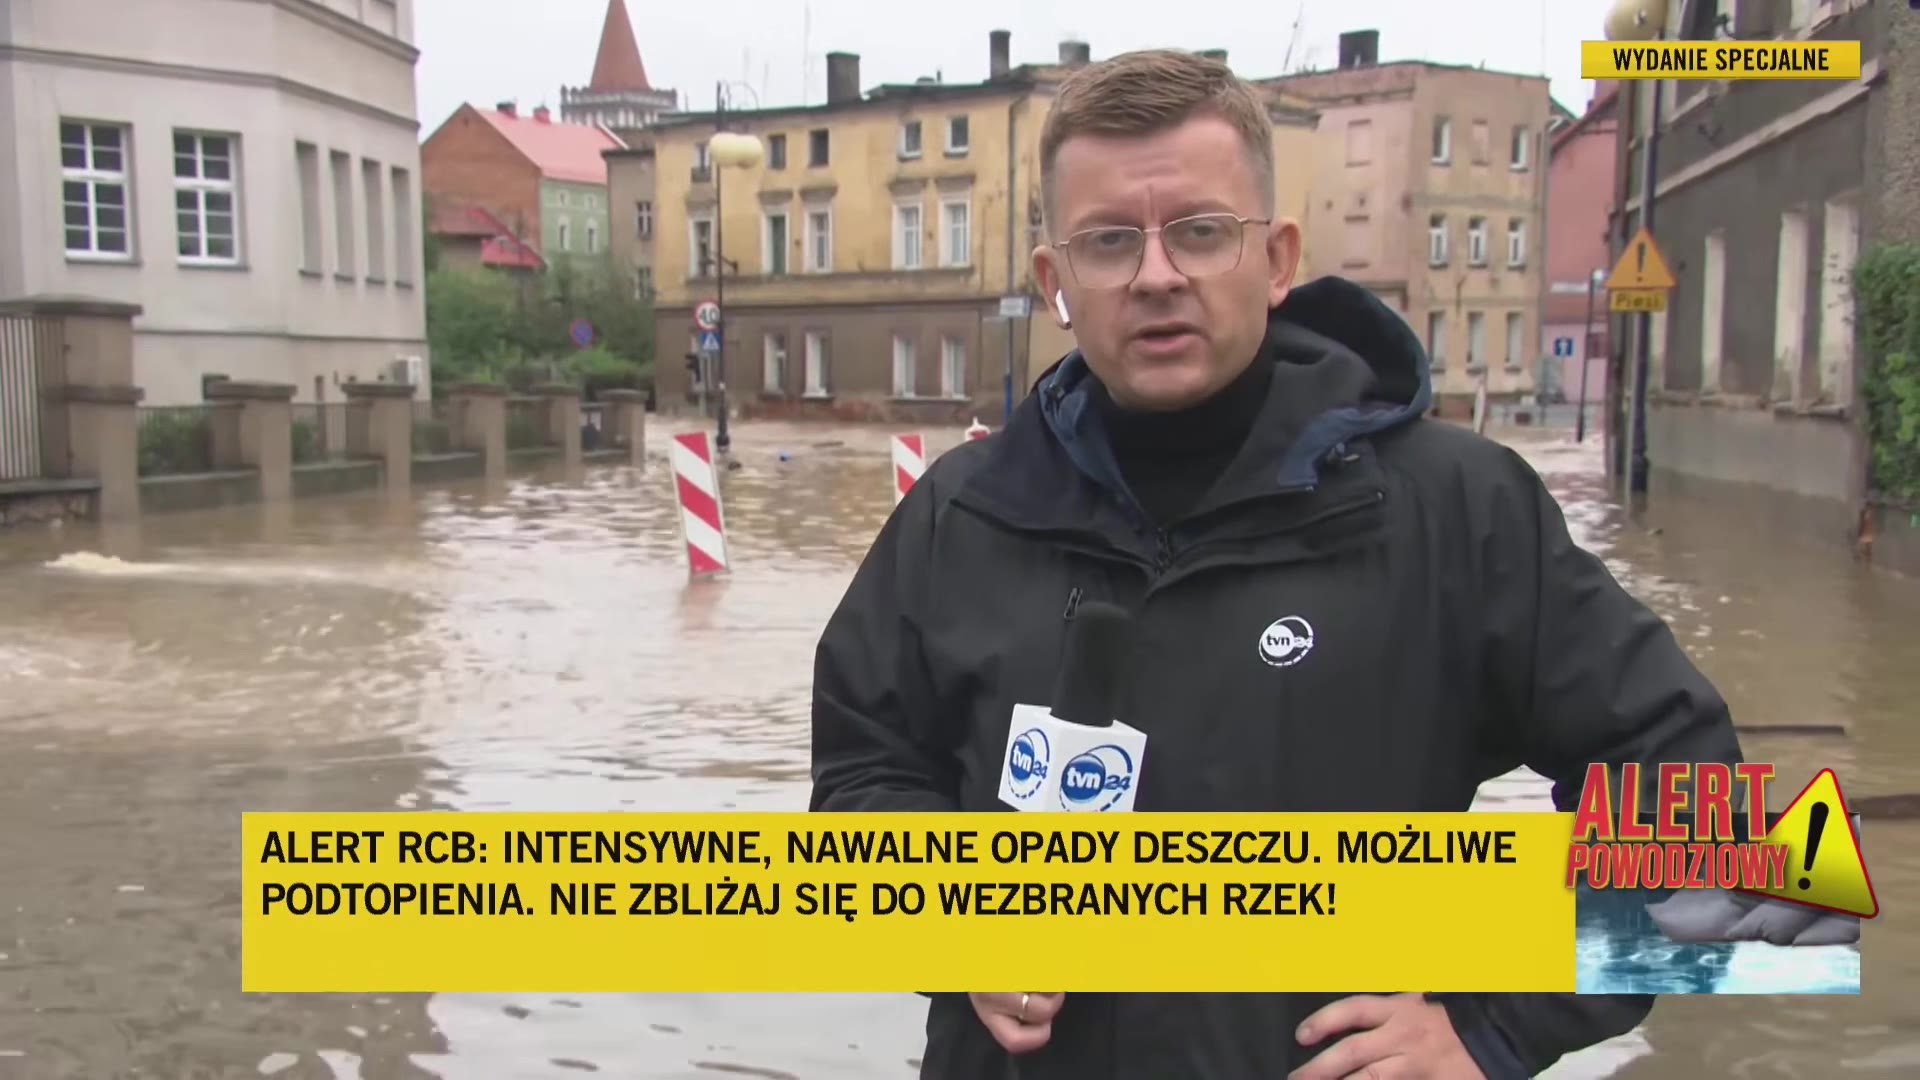 WYDANIE SPECJALNE
40
Piesi
tvn24
tvn24
tvn24
ALERT RCB: INTENSYWNE, NAWALNE OPADY DESZCZU. MOŻLIWE
PODTOPIENIA. NIE ZBLIŻAJ SIĘ DO WEZBRANYCH RZEK!
ALERT
POWODZIOWY